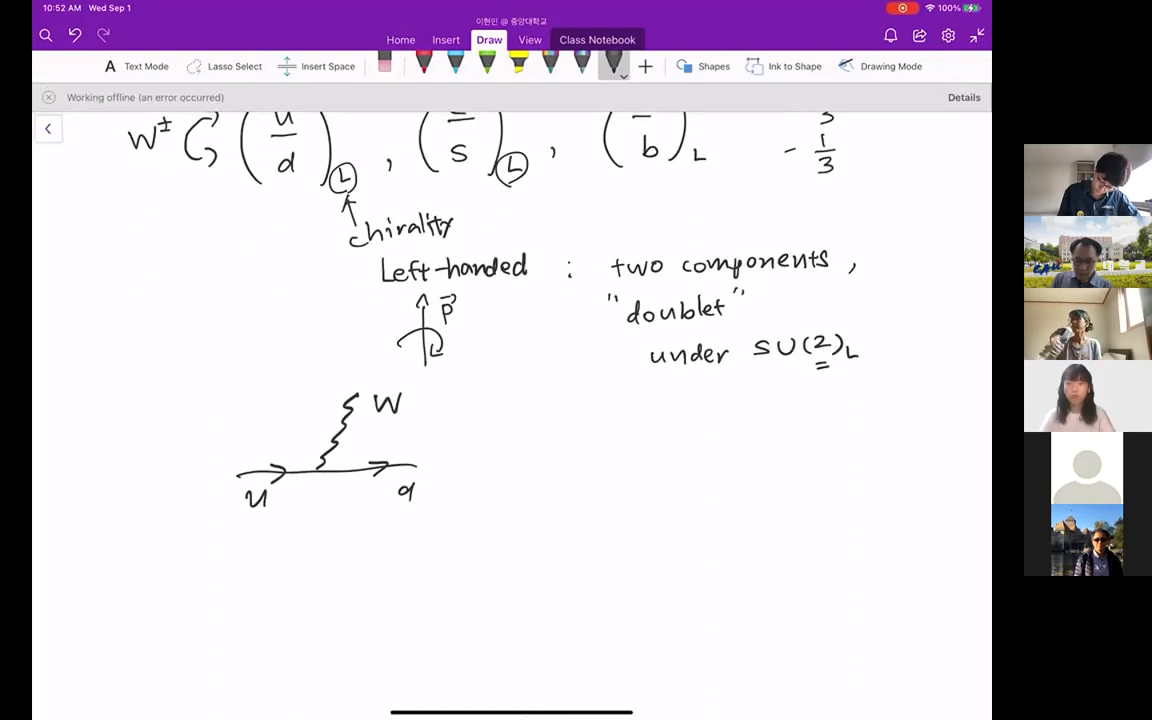 10:52 AM Wed Sep 1
100%
이현민 @ 중앙대학교
Home Insert Draw View Class Notebook
Text Mode Lasso Select Insert Space Shapes Ink to Shape Drawing Mode
Working offline (an error occurred) Details
W± ( u d )L , ( s )L , ( b )L - 1/3
chirality
Left-handed : two components ,
P "doublet"
under SU(2)L
W
u d